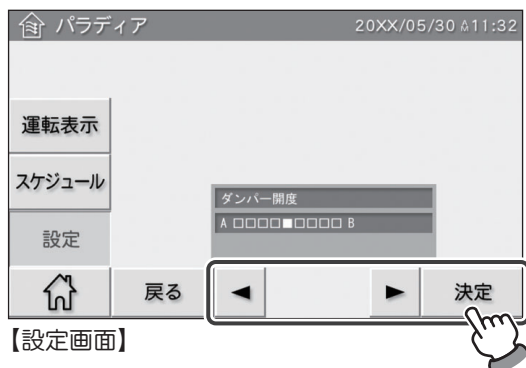 パラディア 20XX/05/30 11:32
運転表示
スケジュール
ダンパー開度
A □□□□■□□□□ B
設定
戻る ◄ ► 決定
【設定画面】